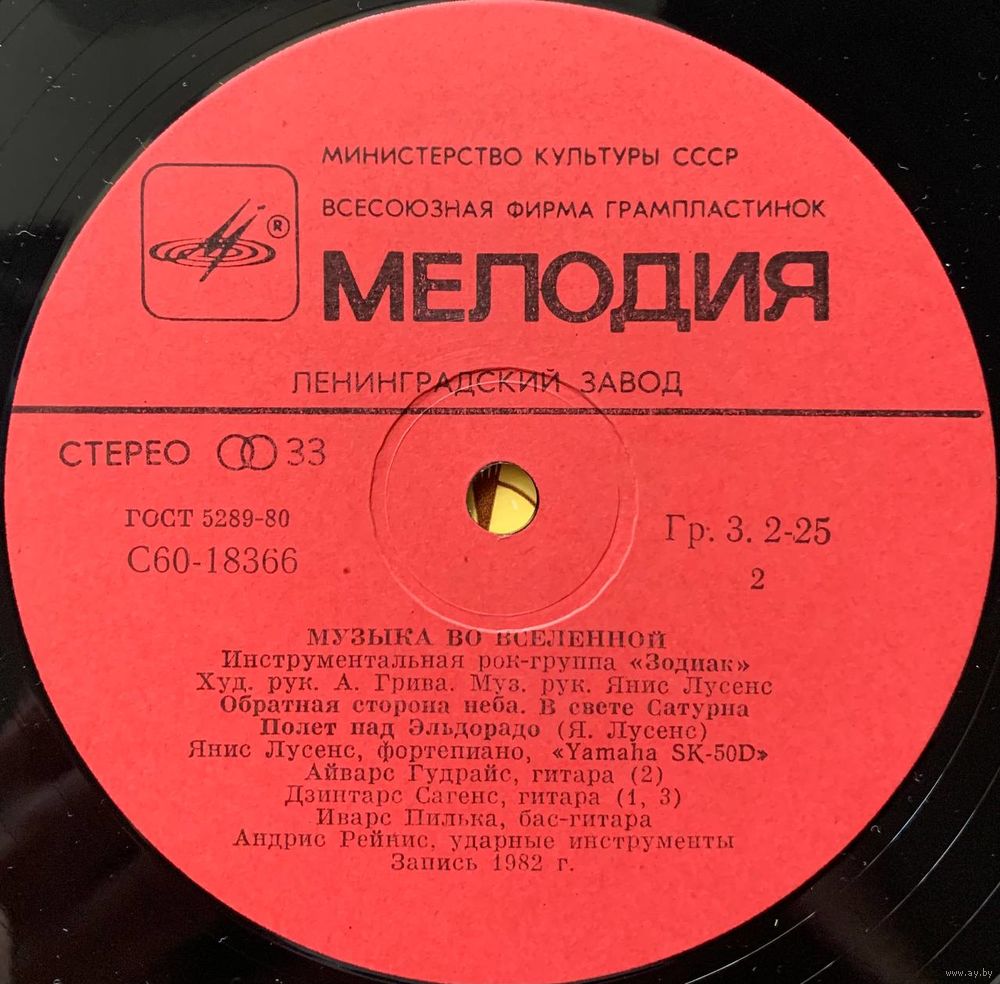 МИНИСТЕРСТВО КУЛЬТУРЫ СССР
ВСЕСОЮЗНАЯ ФИРМА ГРАМПЛАСТИНОК
®
МЕЛОДИЯ
ЛЕНИНГРАДСКИЙ ЗАВОД
СТЕРЕО 33
ГОСТ 5289-80
С60-18366
Гр. 3. 2-25
2
МУЗЫКА ВО ВСЕЛЕННОЙ
Инструментальная рок-группа «Зодиак»
Худ. рук. А. Грива. Муз. рук. Янис Лусенс
Обратная сторона неба. В свете Сатурна
Полет над Эльдорадо (Я. Лусенс)
Янис Лусенс, фортепиано, «Yamaha SK-50D»
Айварс Гудрайс, гитара (2)
Дзинтарс Сагенс, гитара (1, 3)
Иварс Пилька, бас-гитара
Андрис Рейнис, ударные инструменты
Запись 1982 г.
www.ay.by